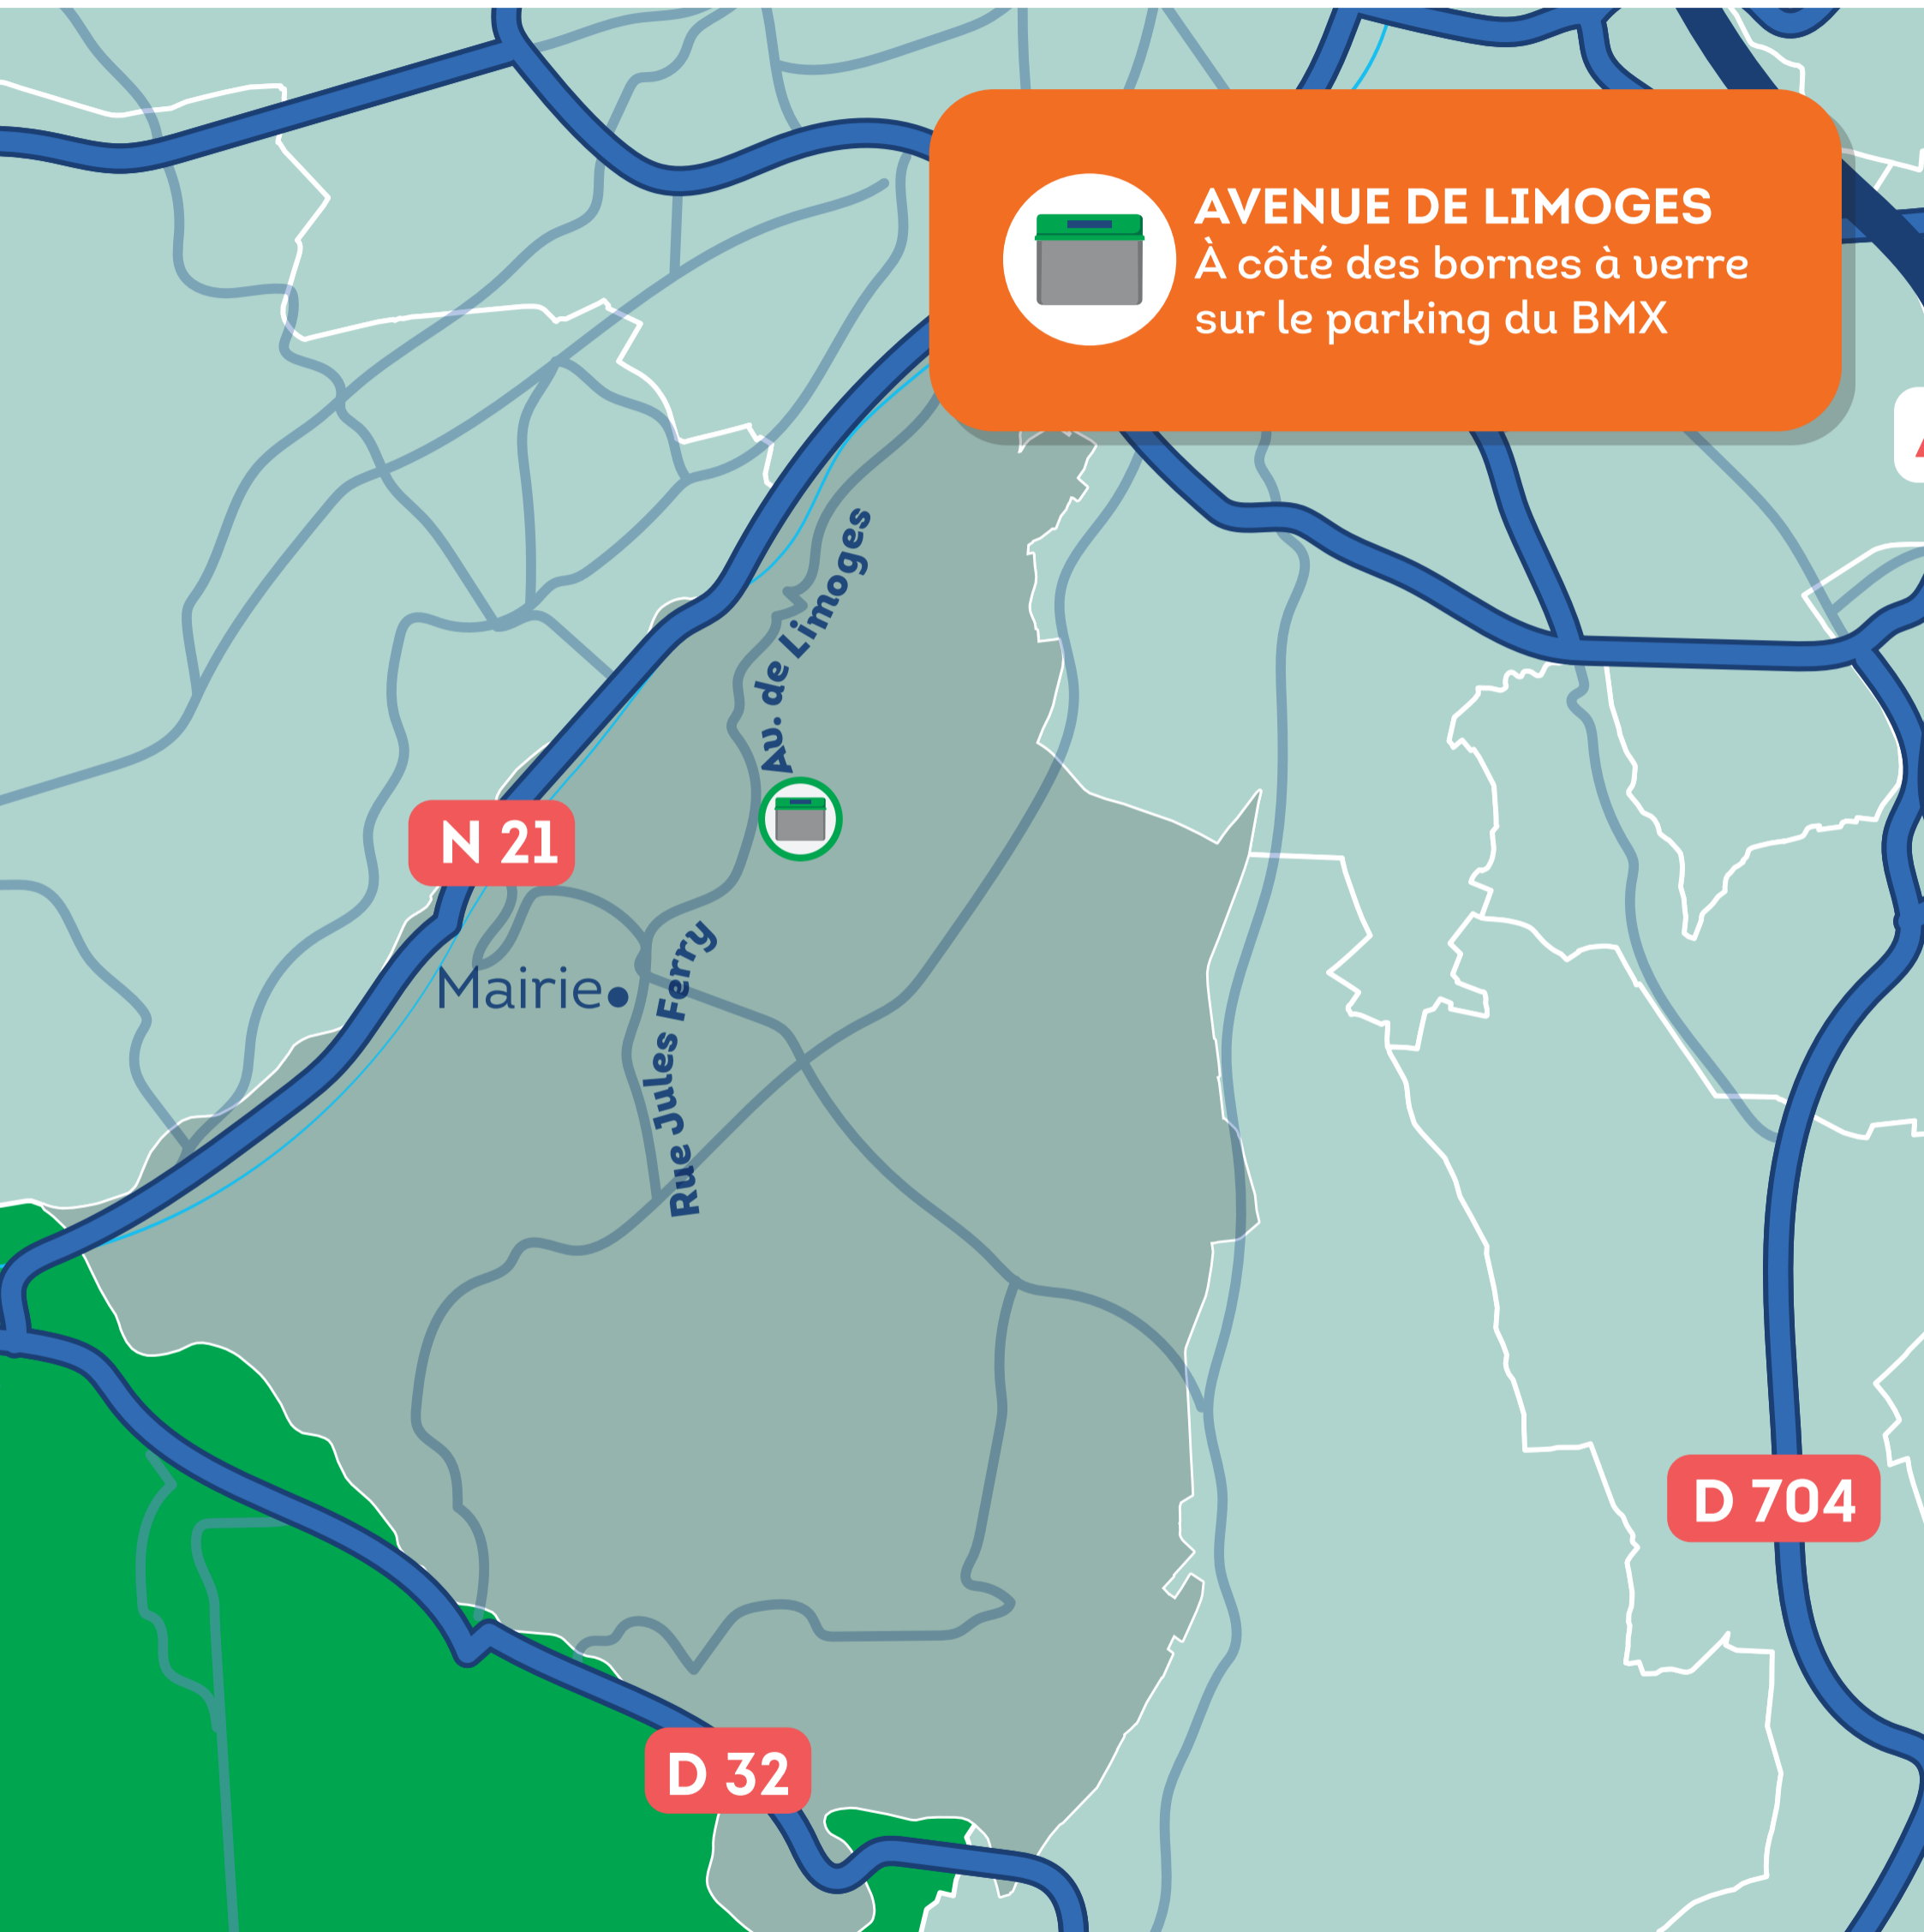 AVENUE DE LIMOGES
À côté des bornes à verre
sur le parking du BMX
Av. de Limoges
N 21
Mairie
Rue Jules Ferry
D 704
D 32